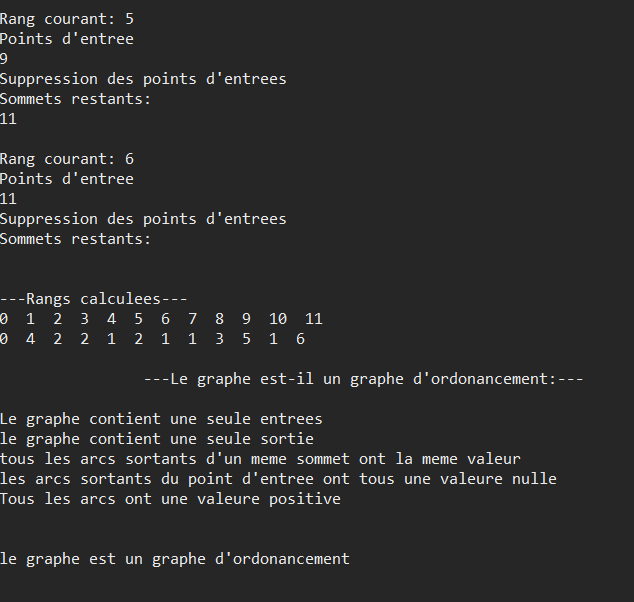 Rang courant: 5
Points d'entree
9
Suppression des points d'entrees
Sommets restants:
11
Rang courant: 6
Points d'entree
11
Suppression des points d'entrees
Sommets restants:
---Rangs calculees---
0 1 2 3 4 5 6 7 8 9 10 11
0 4 2 2 1 2 1 1 3 5 1 6
---Le graphe est-il un graphe d'ordonancement:---
Le graphe contient une seule entrees
le graphe contient une seule sortie
tous les arcs sortants d'un meme sommet ont la meme valeur
les arcs sortants du point d'entree ont tous une valeure nulle
Tous les arcs ont une valeure positive
le graphe est un graphe d'ordonancement